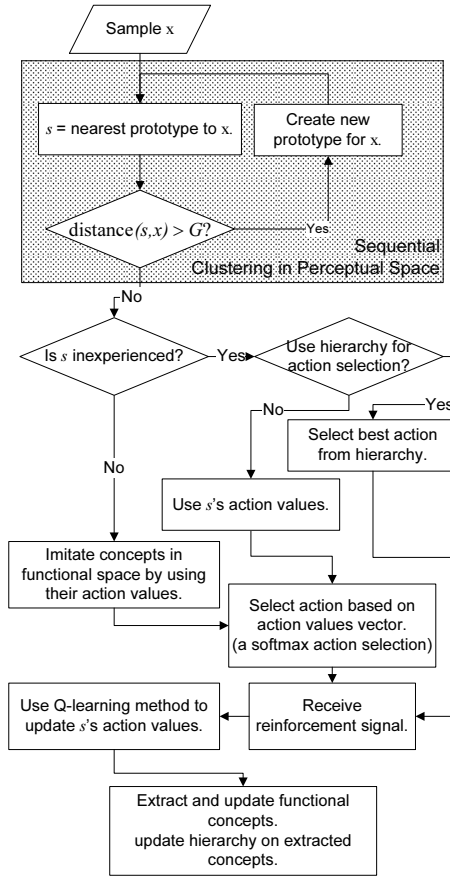 Sample x
s = nearest prototype to x.
Create new
prototype for x.
distance(s,x) > G?
Yes
Sequential
Clustering in Perceptual Space
No
Is s inexperienced?
Yes
Use hierarchy for
action selection?
No
Yes
Select best action
from hierarchy.
No
Use s's action values.
Imitate concepts in
functional space by using
their action values.
Select action based on
action values vector.
(a softmax action selection)
Use Q-learning method to
update s's action values.
Receive
reinforcement signal.
Extract and update functional
concepts.
update hierarchy on extracted
concepts.